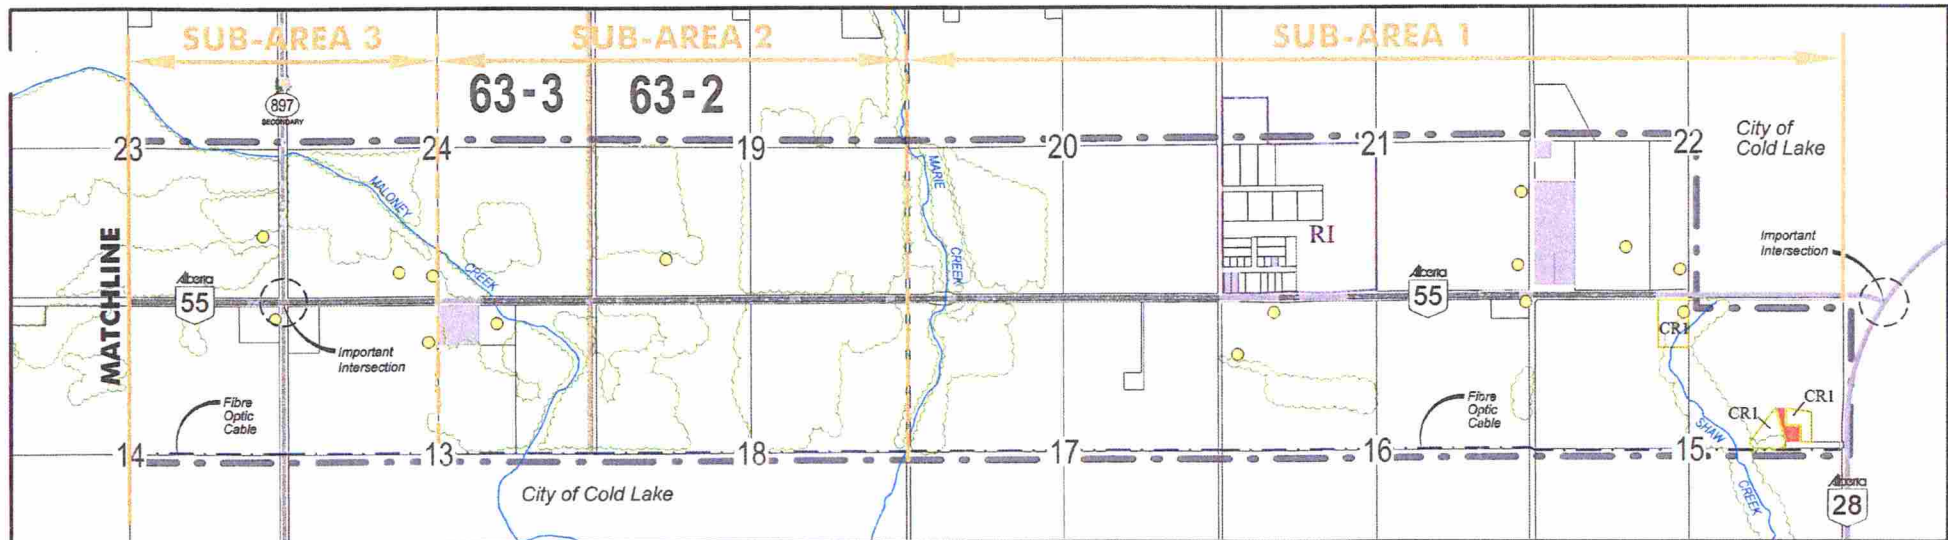 SUB-AREA 3
SUB-AREA 2
SUB-AREA 1
63-3
63-2
897
SECONDARY
City of
Cold Lake
23
24
19
20
21
22
MALONEY
CREEK
MARIE
CREEK
RI
MATCHLINE
Alberta
55
Alberta
55
Important
Intersection
Important
Intersection
CR1
CR1
CR1
Fibre
Optic
Cable
Fibre
Optic
Cable
SHAW
CREEK
14
13
18
17
16
15
City of Cold Lake
Alberta
28